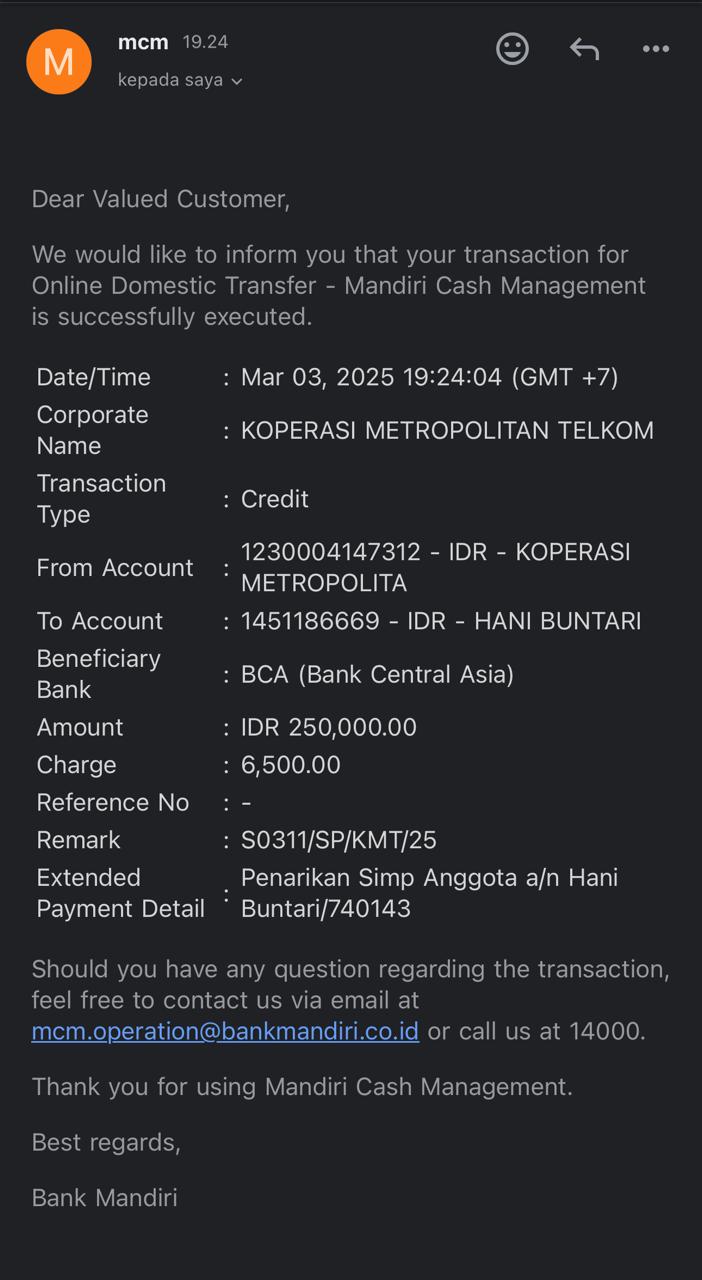 M
mcm 19.24
kepada saya
Dear Valued Customer,
We would like to inform you that your transaction for
Online Domestic Transfer - Mandiri Cash Management
is successfully executed.
Date/Time : Mar 03, 2025 19:24:04 (GMT +7)
Corporate
Name : KOPERASI METROPOLITAN TELKOM
Transaction
Type : Credit
From Account : 1230004147312 - IDR - KOPERASI
METROPOLITA
To Account : 1451186669 - IDR - HANI BUNTARI
Beneficiary
Bank : BCA (Bank Central Asia)
Amount : IDR 250,000.00
Charge : 6,500.00
Reference No : -
Remark : S0311/SP/KMT/25
Extended
Payment Detail : Penarikan Simp Anggota a/n Hani
Buntari/740143
Should you have any question regarding the transaction,
feel free to contact us via email at
mcm.operation@bankmandiri.co.id or call us at 14000.
Thank you for using Mandiri Cash Management.
Best regards,
Bank Mandiri